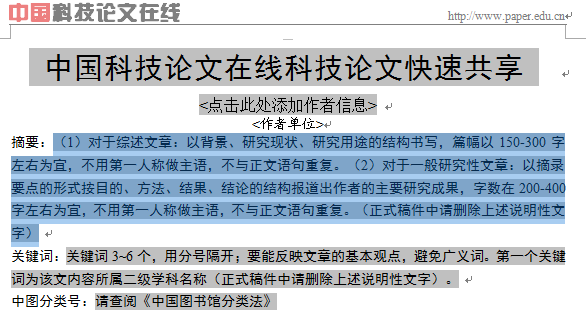 中国科技论文在线
http://www.paper.edu.cn
中国科技论文在线科技论文快速共享
<点击此处添加作者信息>
<作者单位>
摘要：（1）对于综述文章：以背景、研究现状、研究用途的结构书写，篇幅以 150-300 字
左右为宜，不用第一人称做主语，不与正文语句重复。（2）对于一般研究性文章：以摘录
要点的形式按目的、方法、结果、结论的结构报道出作者的主要研究成果，字数在 200-400
字左右为宜，不用第一人称做主语，不与正文语句重复。（正式稿件中请删除上述说明性文
字）
关键词：关键词 3~6 个，用分号隔开；要能反映文章的基本观点，避免广义词。第一个关键
词为该文内容所属二级学科名称（正式稿件中请删除上述说明性文字）。
中图分类号：请查阅《中国图书馆分类法》